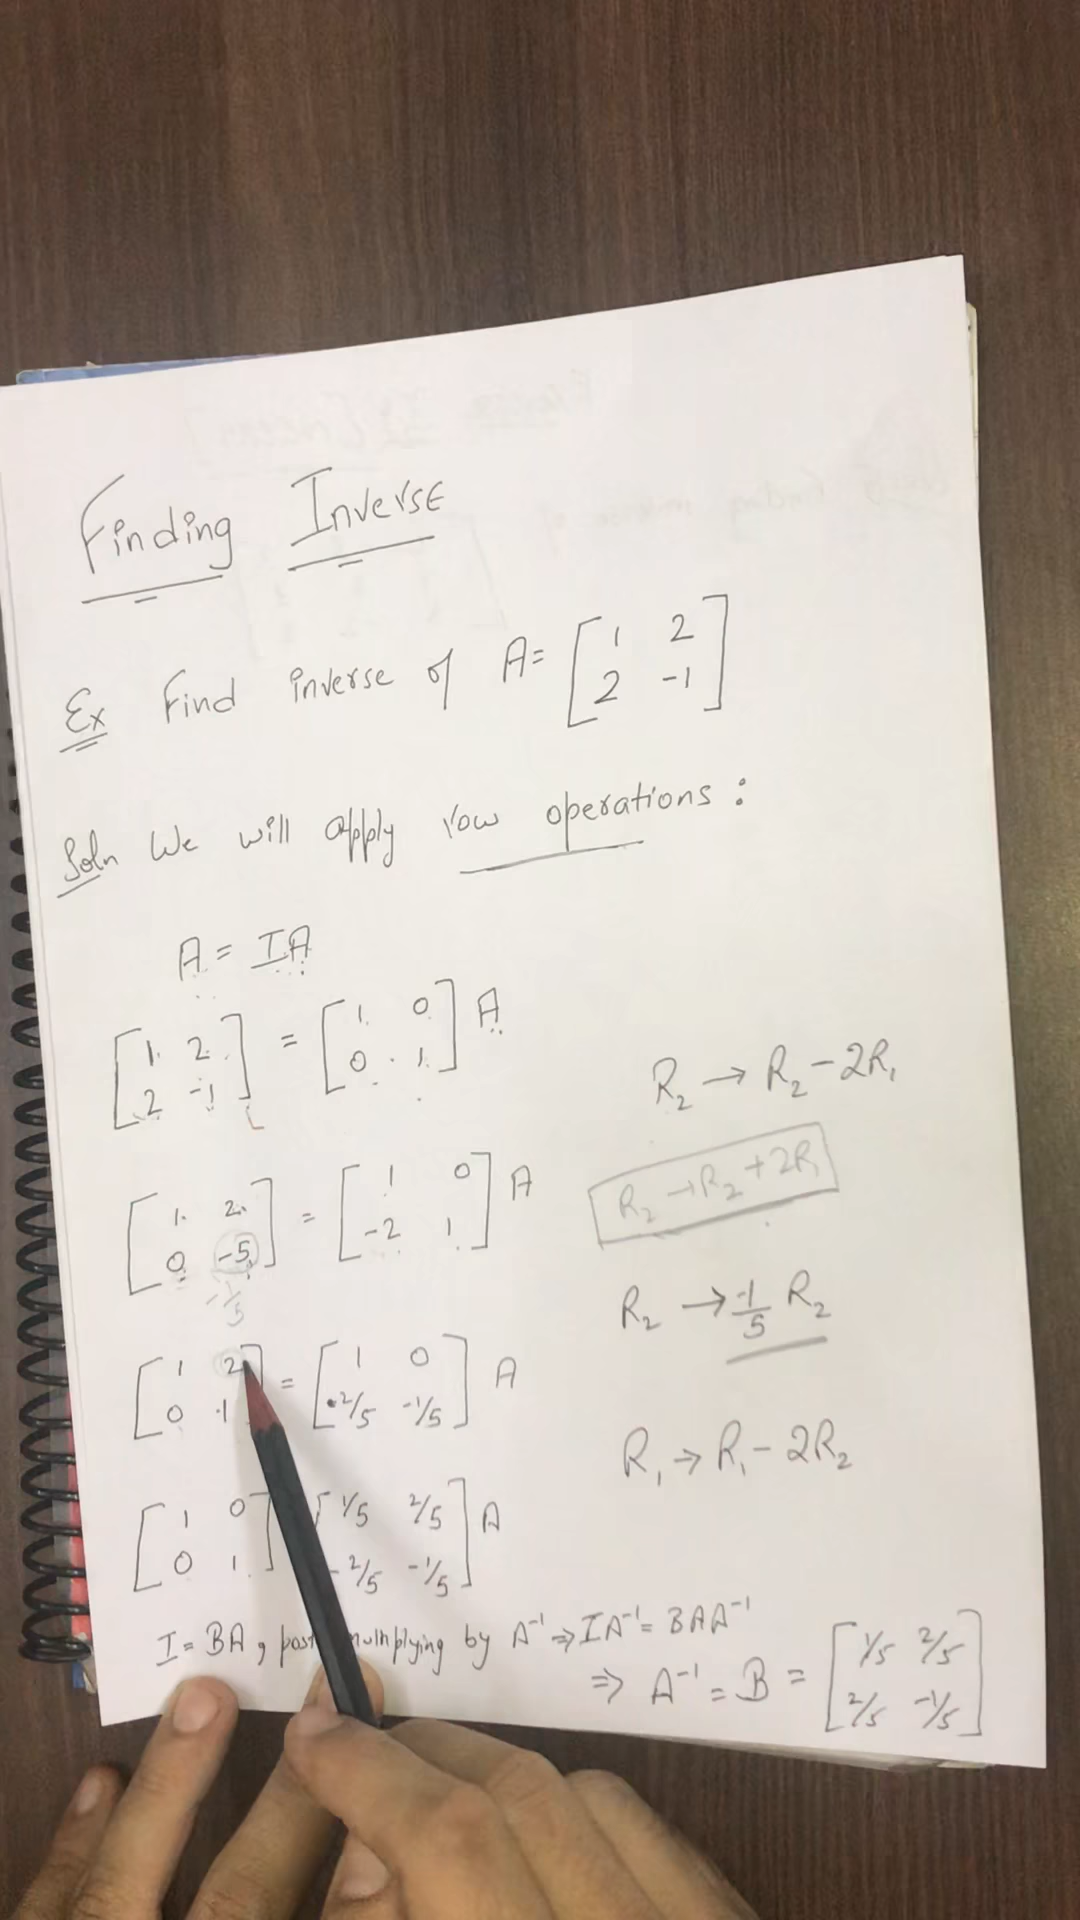 Finding Inverse
Ex Find inverse of A= [1 2
2 -1]
Soln We will apply row operations :
A = IA
[1 2
2 -1] = [1 0
0 1] A
R₂ → R₂ - 2R₁
[1 2
0 -5] = [1 0
-2 1] A
R₂ → R₂ + 2R₁
-1/5
R₂ → -1/5 R₂
[1 2
0 1] = [1 0
2/5 -1/5] A
R₁ → R₁ - 2R₂
[1 0
0 1] [1/5 2/5
2/5 -1/5] A
I = BA, post multiplying by A⁻¹ ⇒ IA⁻¹ = BAA⁻¹
⇒ A⁻¹ = B = [1/5 2/5
2/5 -1/5]